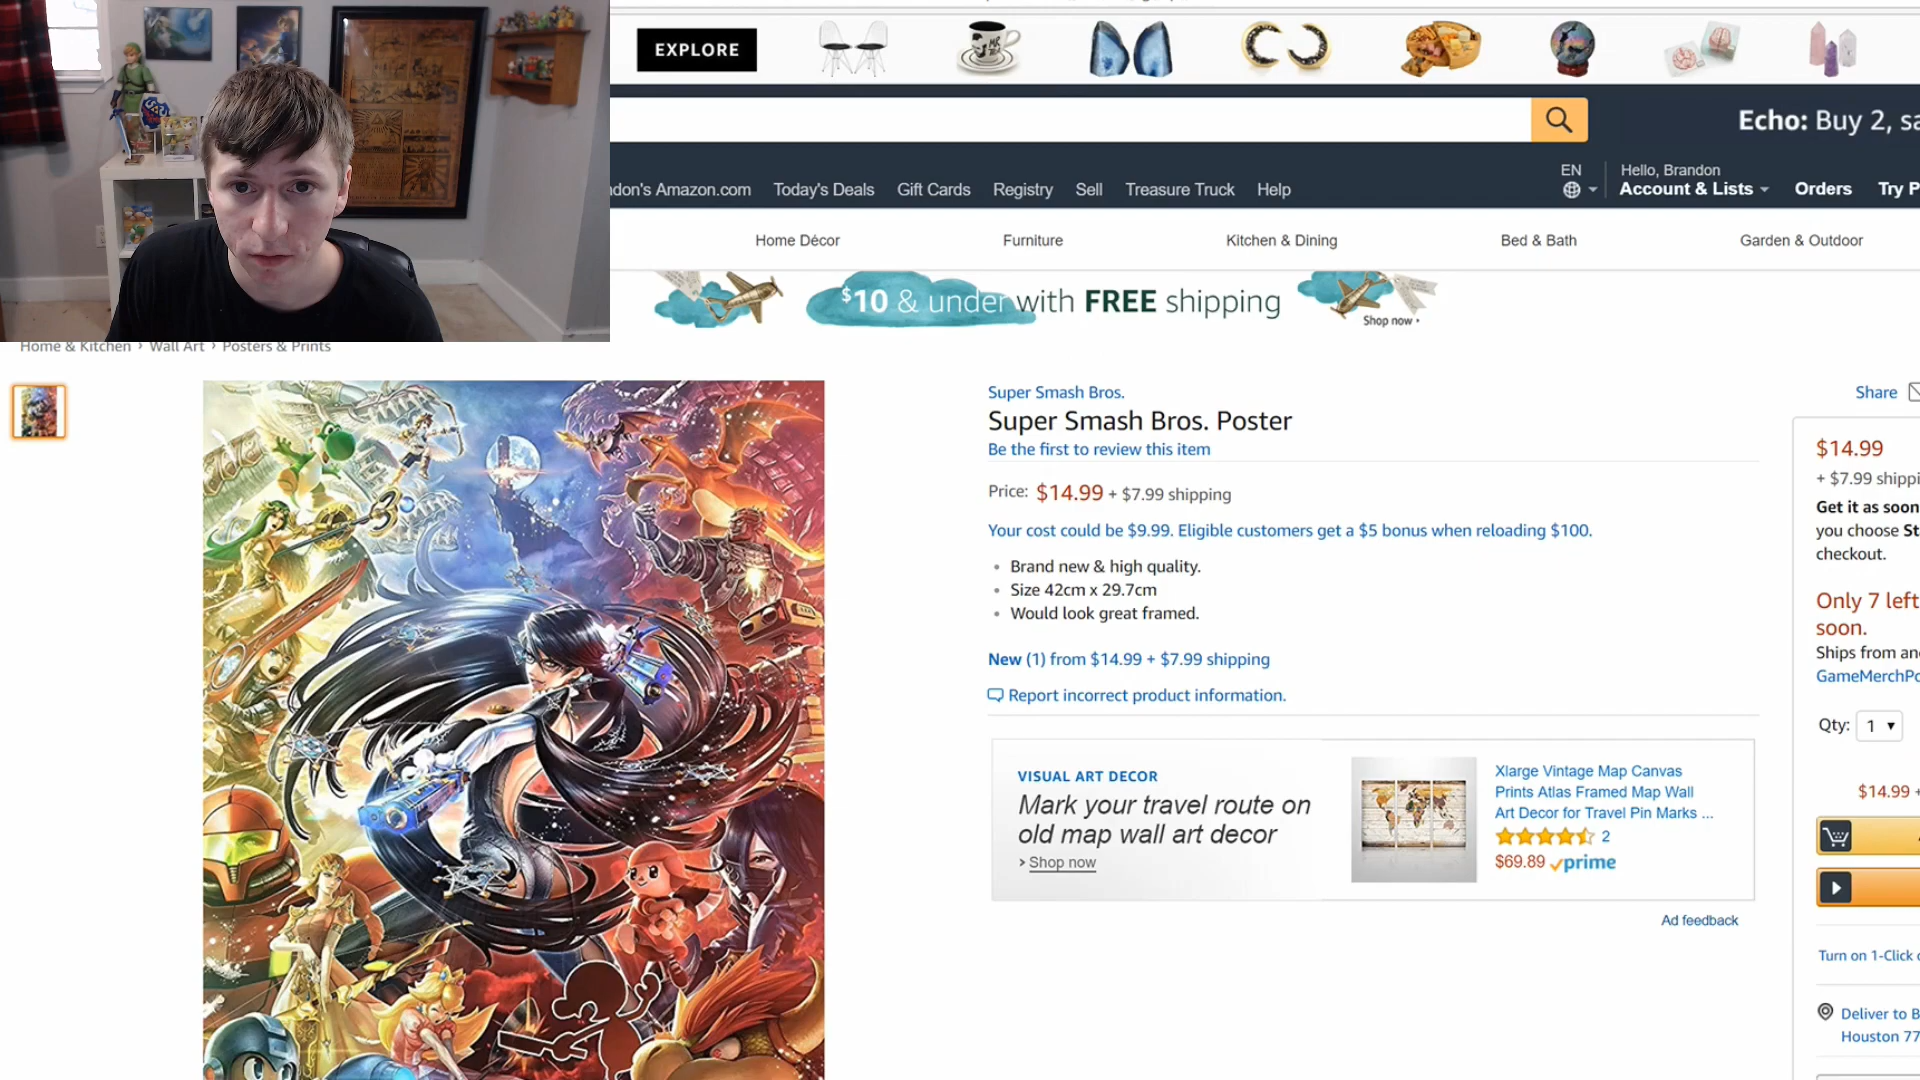 EXPLORE
Echo: Buy 2, sa
EN
Hello, Brandon
don's Amazon.com Today's Deals Gift Cards Registry Sell Treasure Truck Help
Account & Lists Orders Try P
Home Décor Furniture Kitchen & Dining Bed & Bath Garden & Outdoor
$10 & under with FREE shipping
Shop now ›
Home & Kitchen › Wall Art › Posters & Prints
Super Smash Bros.
Super Smash Bros. Poster
Be the first to review this item
Price: $14.99 + $7.99 shipping
Your cost could be $9.99. Eligible customers get a $5 bonus when reloading $100.
• Brand new & high quality.
• Size 42cm x 29.7cm
• Would look great framed.
New (1) from $14.99 + $7.99 shipping
Report incorrect product information.
VISUAL ART DECOR
Mark your travel route on
old map wall art decor
› Shop now
Xlarge Vintage Map Canvas
Prints Atlas Framed Map Wall
Art Decor for Travel Pin Marks ...
2
$69.89 prime
Ad feedback
Share
$14.99
+ $7.99 shippi
Get it as soon
you choose St
checkout.
Only 7 left
soon.
Ships from an
GameMerchPo
Qty: 1
$14.99 +
Turn on 1-Click o
Deliver to B
Houston 77